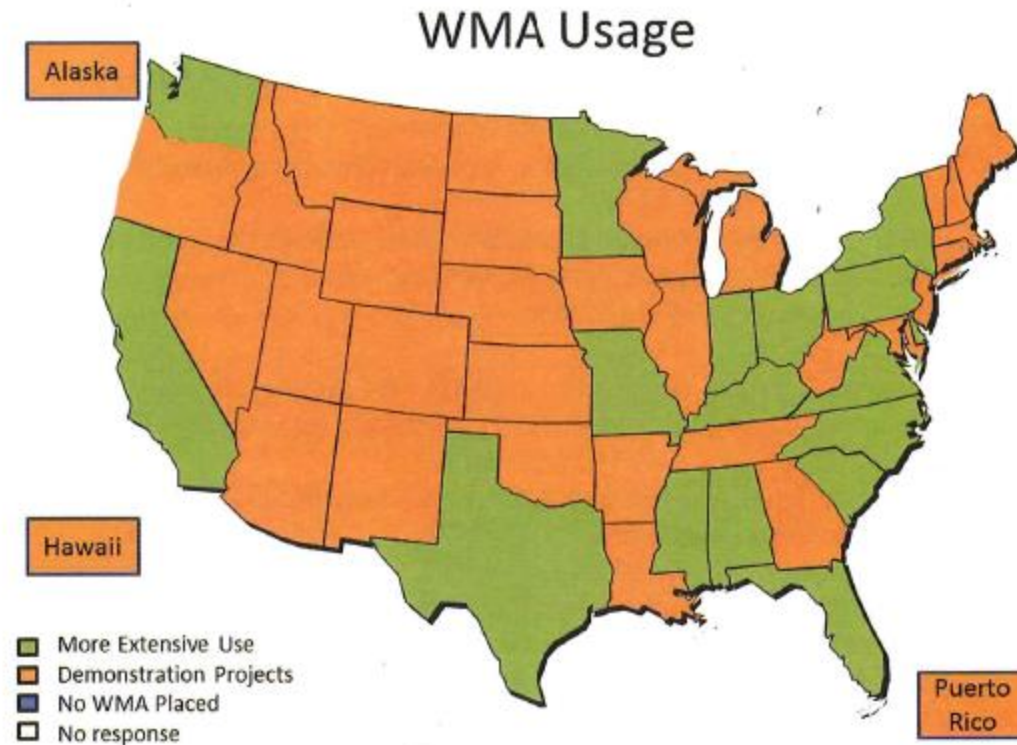 WMA Usage
Alaska
Hawaii
More Extensive Use
Demonstration Projects
No WMA Placed
No response
Puerto
Rico